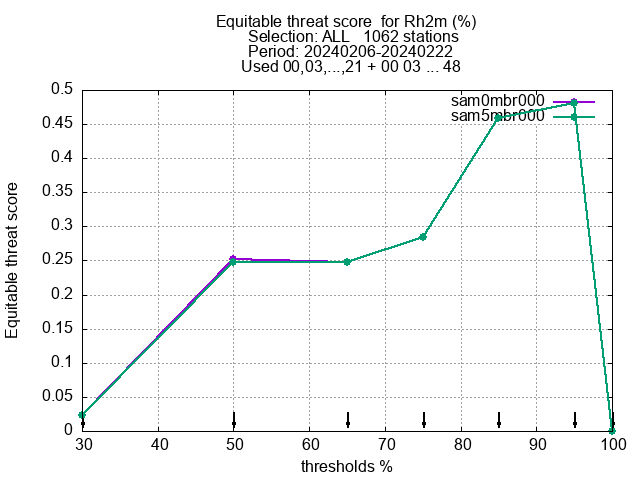 Equitable threat score  for Rh2m (%)
Selection: ALL   1062 stations
Period: 20240206-20240222
Used 00,03,...,21 + 00 03 ... 48
sam0mbr000
sam5mbr000
0.5
0.45
0.4
0.35
0.3
0.25
0.2
0.15
0.1
0.05
0
Equitable threat score
30 40 50 60 70 80 90 100
thresholds %